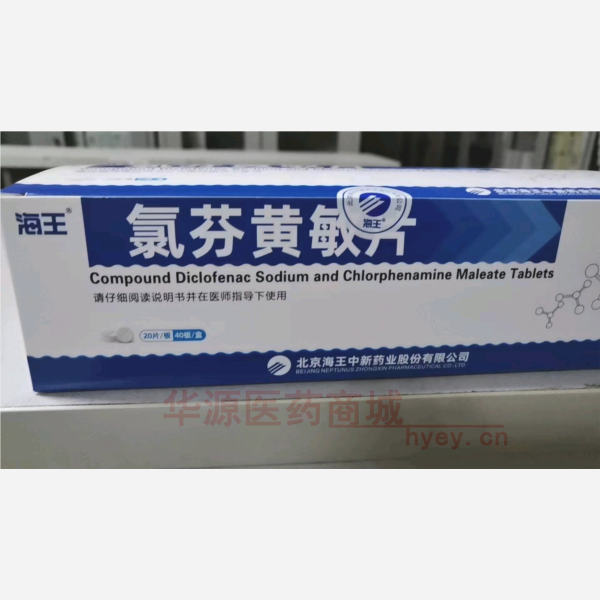 海王®
氯芬黄敏片
海王
Compound Diclofenac Sodium and Chlorphenamine Maleate Tablets
请仔细阅读说明书并在医师指导下使用
20片/板 40板/盒
北京海王中新药业股份有限公司
BEIJING NEPTUNUS ZHONGXIN PHARMACEUTICAL CO.,LTD.
华源医药商城
hyey.cn